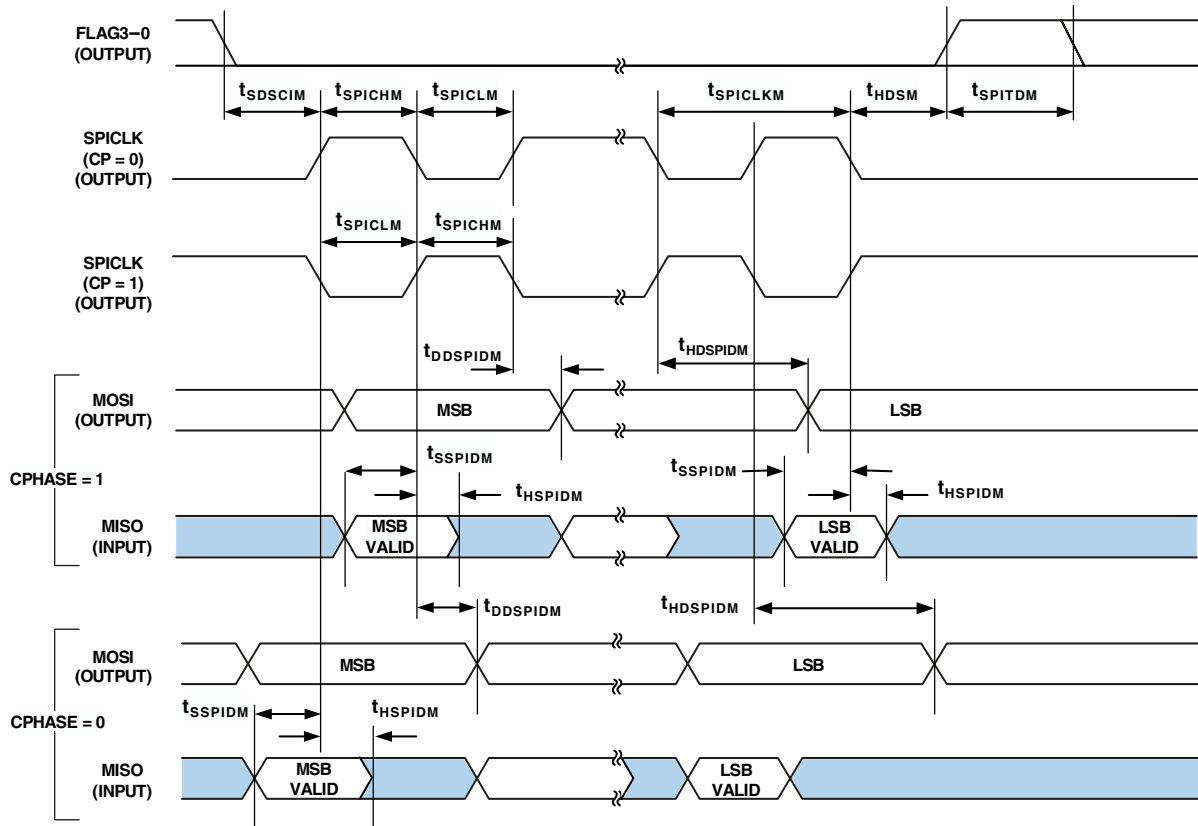 FLAG3–0
(OUTPUT)
tSDSCIM
tSPICHM
tSPICLM
tSPICLKM
tHDSM
tSPITDM
SPICLK
(CP = 0)
(OUTPUT)
tSPICLM
tSPICHM
SPICLK
(CP = 1)
(OUTPUT)
tDDSPIDM
tHDSPIDM
MOSI
(OUTPUT)
MSB
LSB
CPHASE = 1
tSSPIDM
tHSPIDM
tSSPIDM
tHSPIDM
MISO
(INPUT)
MSB
VALID
LSB
VALID
tDDSPIDM
tHDSPIDM
MOSI
(OUTPUT)
MSB
LSB
CPHASE = 0
tSSPIDM
tHSPIDM
MISO
(INPUT)
MSB
VALID
LSB
VALID